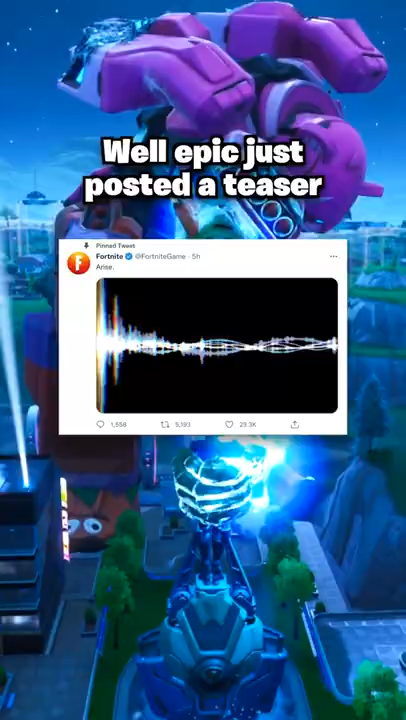 Well epic just
posted a teaser
Pinned Tweet
Fortnite @FortniteGame · 5h
Arise.
1,558 5,193 29.3K